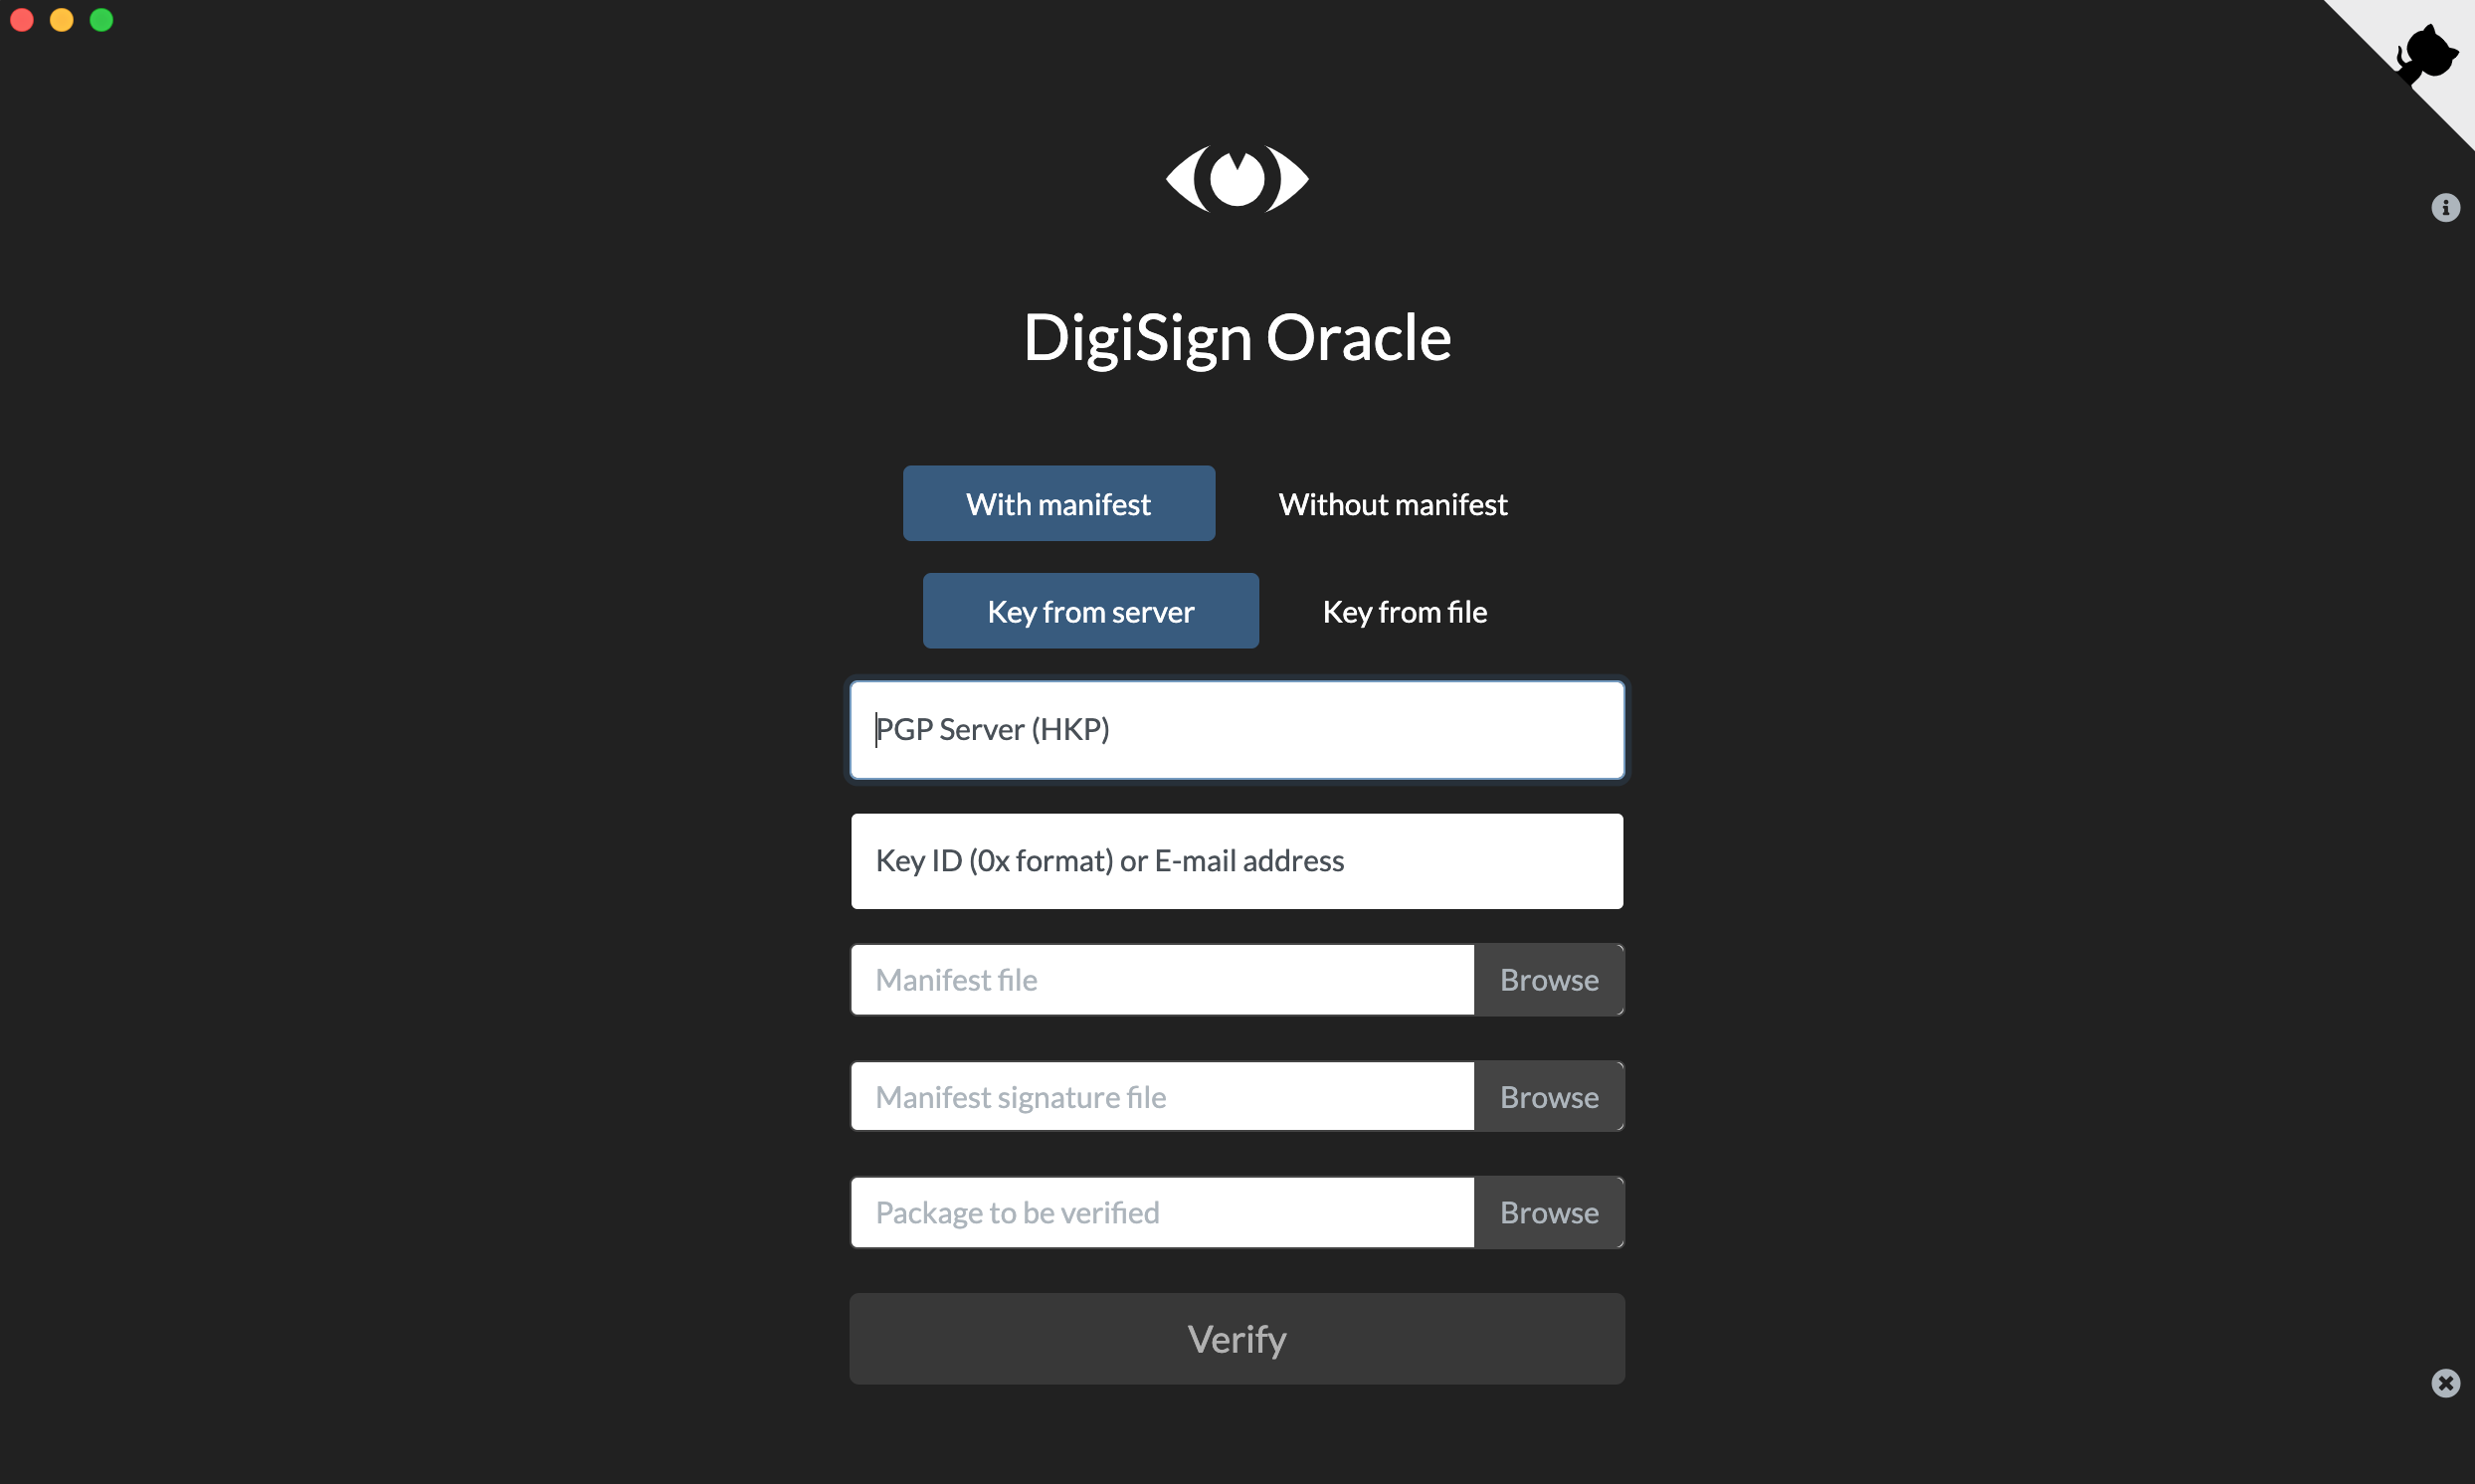 DigiSign Oracle
With manifest Without manifest
Key from server Key from file
PGP Server (HKP)
Key ID (0x format) or E-mail address
Manifest file Browse
Manifest signature file Browse
Package to be verified Browse
Verify